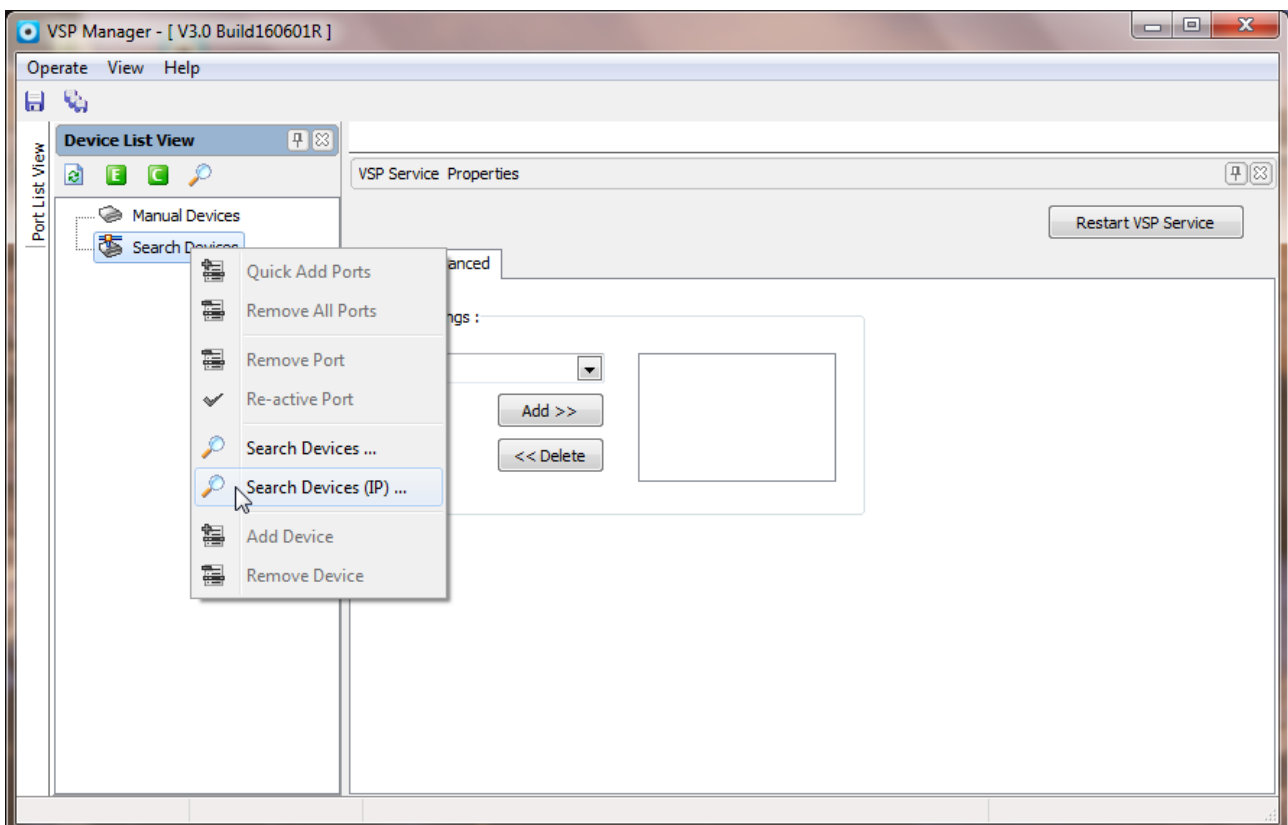 VSP Manager - [ V3.0 Build160601R ]
Operate View Help
Port List View
Device List View
E C
Manual Devices
Search Devices
VSP Service Properties
Restart VSP Service
anced
ngs :
Add >>
<< Delete
Quick Add Ports
Remove All Ports
Remove Port
Re-active Port
Search Devices ...
Search Devices (IP) ...
Add Device
Remove Device